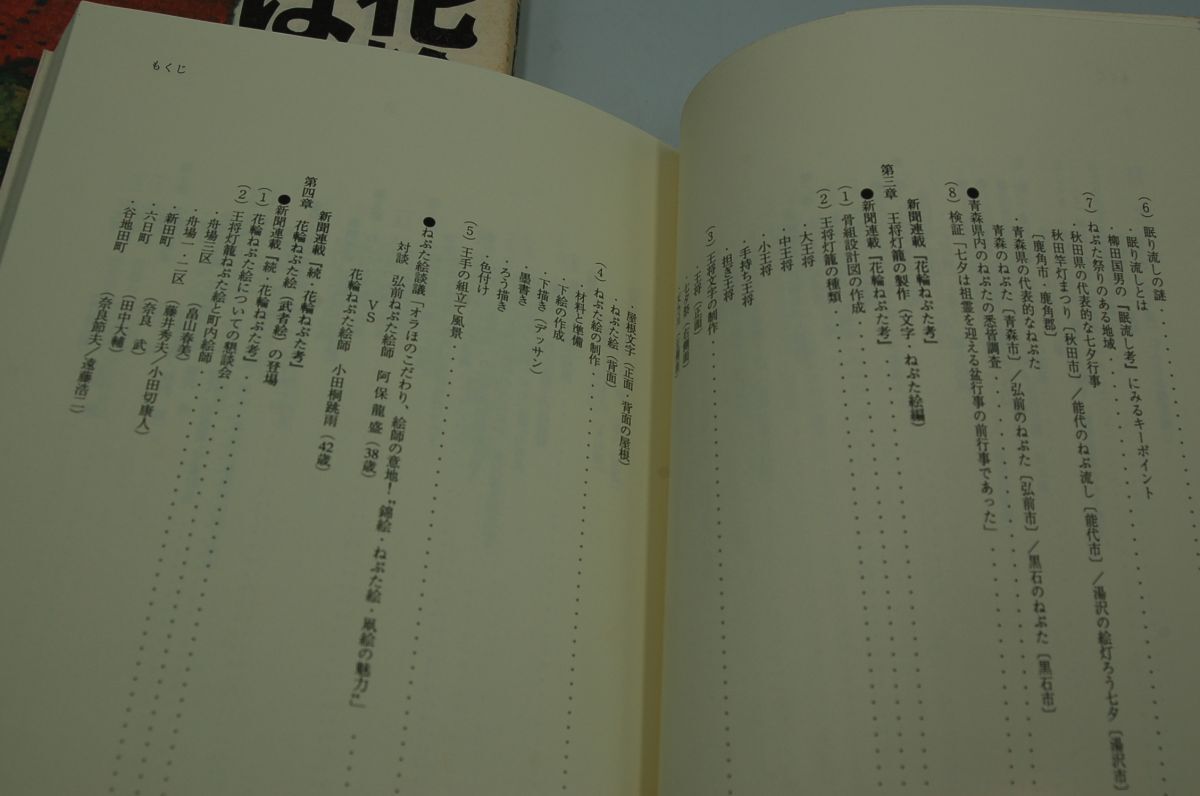 (6) 眠り流しの謎
・眠り流しとは
・柳田国男の『眠流し考』にみるキーポイント
(7) ねぶた祭りのある地域
・秋田県の代表的な七夕行事
秋田竿灯まつり〔秋田市〕/能代のねぶ流し〔能代市〕/湯沢の絵灯ろう七夕〔湯沢市〕
〔鹿角市・鹿角郡〕
・青森県の代表的なねぶた
青森のねぶた〔青森市〕/弘前のねぷた〔弘前市〕/黒石のねぷた〔黒石市〕
●青森県内のねぶたの悉皆調査
(8) 検証「七夕は祖霊を迎える盆行事の前行事であった」
新聞連載『花輪ねぷた考』
第三章 王将灯籠の製作(文字・ねぷた絵編)
●新聞連載『花輪ねぷた考』
(1) 骨組設計図の作成
(2) 王将灯籠の種類
・大王将
・中王将
・小王将
・手持ち王将
・担ぎ王将
(3) 王将文字の制作
・王将(正面)
もくじ
・屋根文字(正面・背面の屋根)
・ねぷた絵(背面)
(4) ねぷた絵の制作
・材料と準備
・下絵の作成
・下描き(デッサン)
・墨書き
・ろう描き
・色付け
(5) 王手の組立て風景
●ねぷた絵談議「オラほのこだわり、絵師の意地!〝錦絵・ねぷた絵・凧絵の魅力〟」
対談、弘前ねぷた絵師 阿保龍盛(38歳)
VS
花輪ねぷた絵師 小田桐跳雨(42歳)
新聞連載『続・花輪ねぷた考』
第四章 花輪ねぷた絵(武者絵)の登場
●新聞連載『続・花輪ねぷた考』
(1) 花輪ねぷた絵についての懇談会
(2) 王将灯籠ねぷた絵と町内絵師
・舟場三区(畠山春美)
・舟場一・二区(藤井秀夫/小田切康人)
・新田町(奈良 武)
・六日町(田中大輔)
・谷地田町(奈良節夫/遠藤浩二)